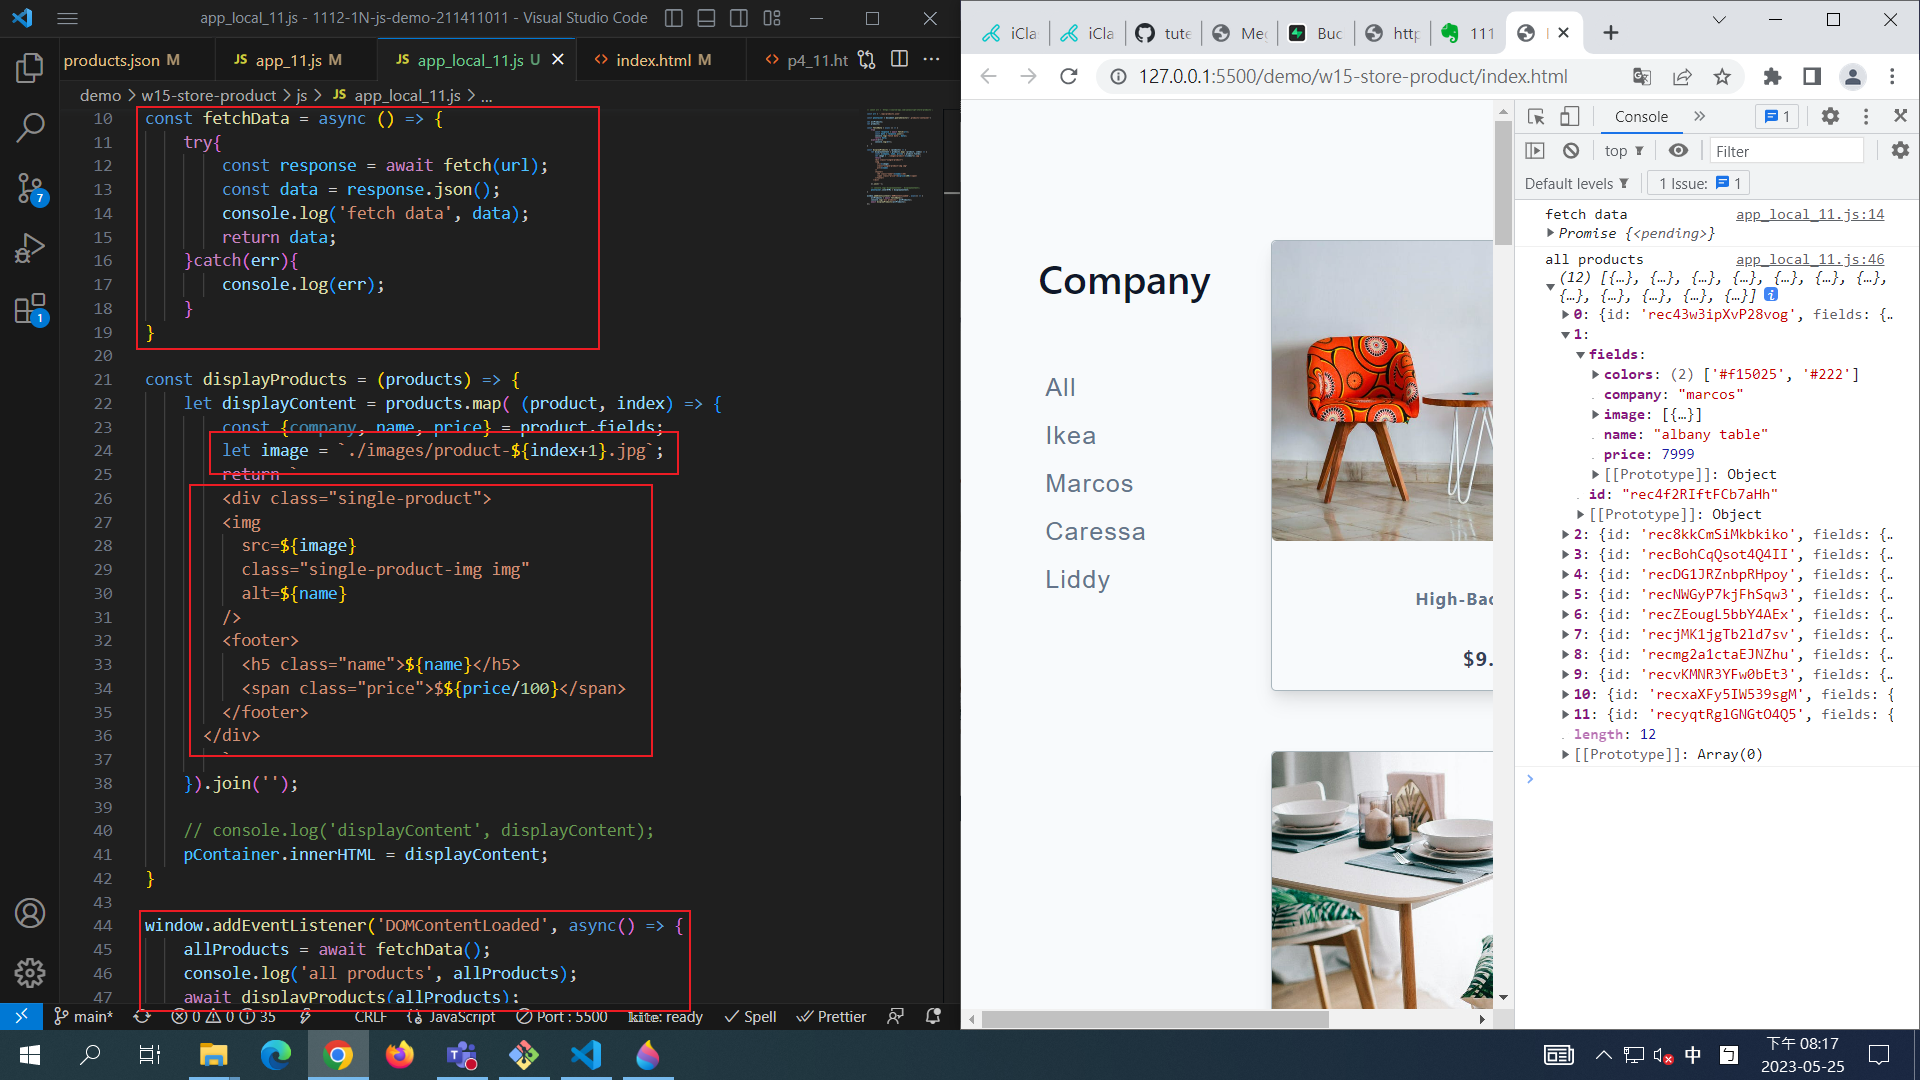 app_local_11.js - 1112-1N-js-demo-211411011 - Visual Studio Code
products.json M
JS app_11.js M
JS app_local_11.js U
<> index.html M
<> p4_11.ht
demo > w15-store-product > js > JS app_local_11.js > ...
10 const fetchData = async () => {
11 try{
12 const response = await fetch(url);
13 const data = response.json();
14 console.log('fetch data', data);
15 return data;
16 }catch(err){
17 console.log(err);
18 }
19 }
20
21 const displayProducts = (products) => {
22 let displayContent = products.map( (product, index) => {
23 const {company, name, price} = product.fields;
24 let image = `./images/product-${index+1}.jpg`;
25 return `
26 <div class="single-product">
27 <img
28 src=${image}
29 class="single-product-img img"
30 alt=${name}
31 />
32 <footer>
33 <h5 class="name">${name}</h5>
34 <span class="price">$${price/100}</span>
35 </footer>
36 </div>
37 `
38 }).join('');
39
40 // console.log('displayContent', displayContent);
41 pContainer.innerHTML = displayContent;
42 }
43
44 window.addEventListener('DOMContentLoaded', async() => {
45 allProducts = await fetchData();
46 console.log('all products', allProducts);
47 await displayProducts(allProducts);
7
1
main* 0 0 35 CRLF JavaScript Port : 5500 kite: ready Spell Prettier
iCla
iCla
tute
Me
Buc
http
111
127.0.0.1:5500/demo/w15-store-product/index.html
Company
All
Ikea
Marcos
Caressa
Liddy
High-Bac
$9.
Console
1
top
Filter
Default levels
1 Issue: 1
fetch data app_local_11.js:14
Promise {<pending>}
all products app_local_11.js:46
(12) [{…}, {…}, {…}, {…}, {…}, {…}, {…},
{…}, {…}, {…}, {…}, {…}]
0: {id: 'rec43w3ipXvP28vog', fields: {…
1:
fields:
colors: (2) ['#f15025', '#222']
company: "marcos"
image: [{…}]
name: "albany table"
price: 7999
[[Prototype]]: Object
id: "rec4f2RIftFCb7aHh"
[[Prototype]]: Object
2: {id: 'rec8kkCmSiMkbkiko', fields: {…
3: {id: 'recBohCqQsot4Q4II', fields: {…
4: {id: 'recDG1JRZnbpRHpoy', fields: {…
5: {id: 'recNWGyP7kjFhSqw3', fields: {…
6: {id: 'recZEougL5bbY4AEx', fields: {…
7: {id: 'recjMK1jgTb2ld7sv', fields: {…
8: {id: 'recmg2a1ctaEJNZhu', fields: {…
9: {id: 'recvKMNR3YFw0bEt3', fields: {…
10: {id: 'recxaXFy5IW539sgM', fields: {
11: {id: 'recyqtRglGNGtO4Q5', fields: {
length: 12
[[Prototype]]: Array(0)
中
ㄅ
下午 08:17
2023-05-25